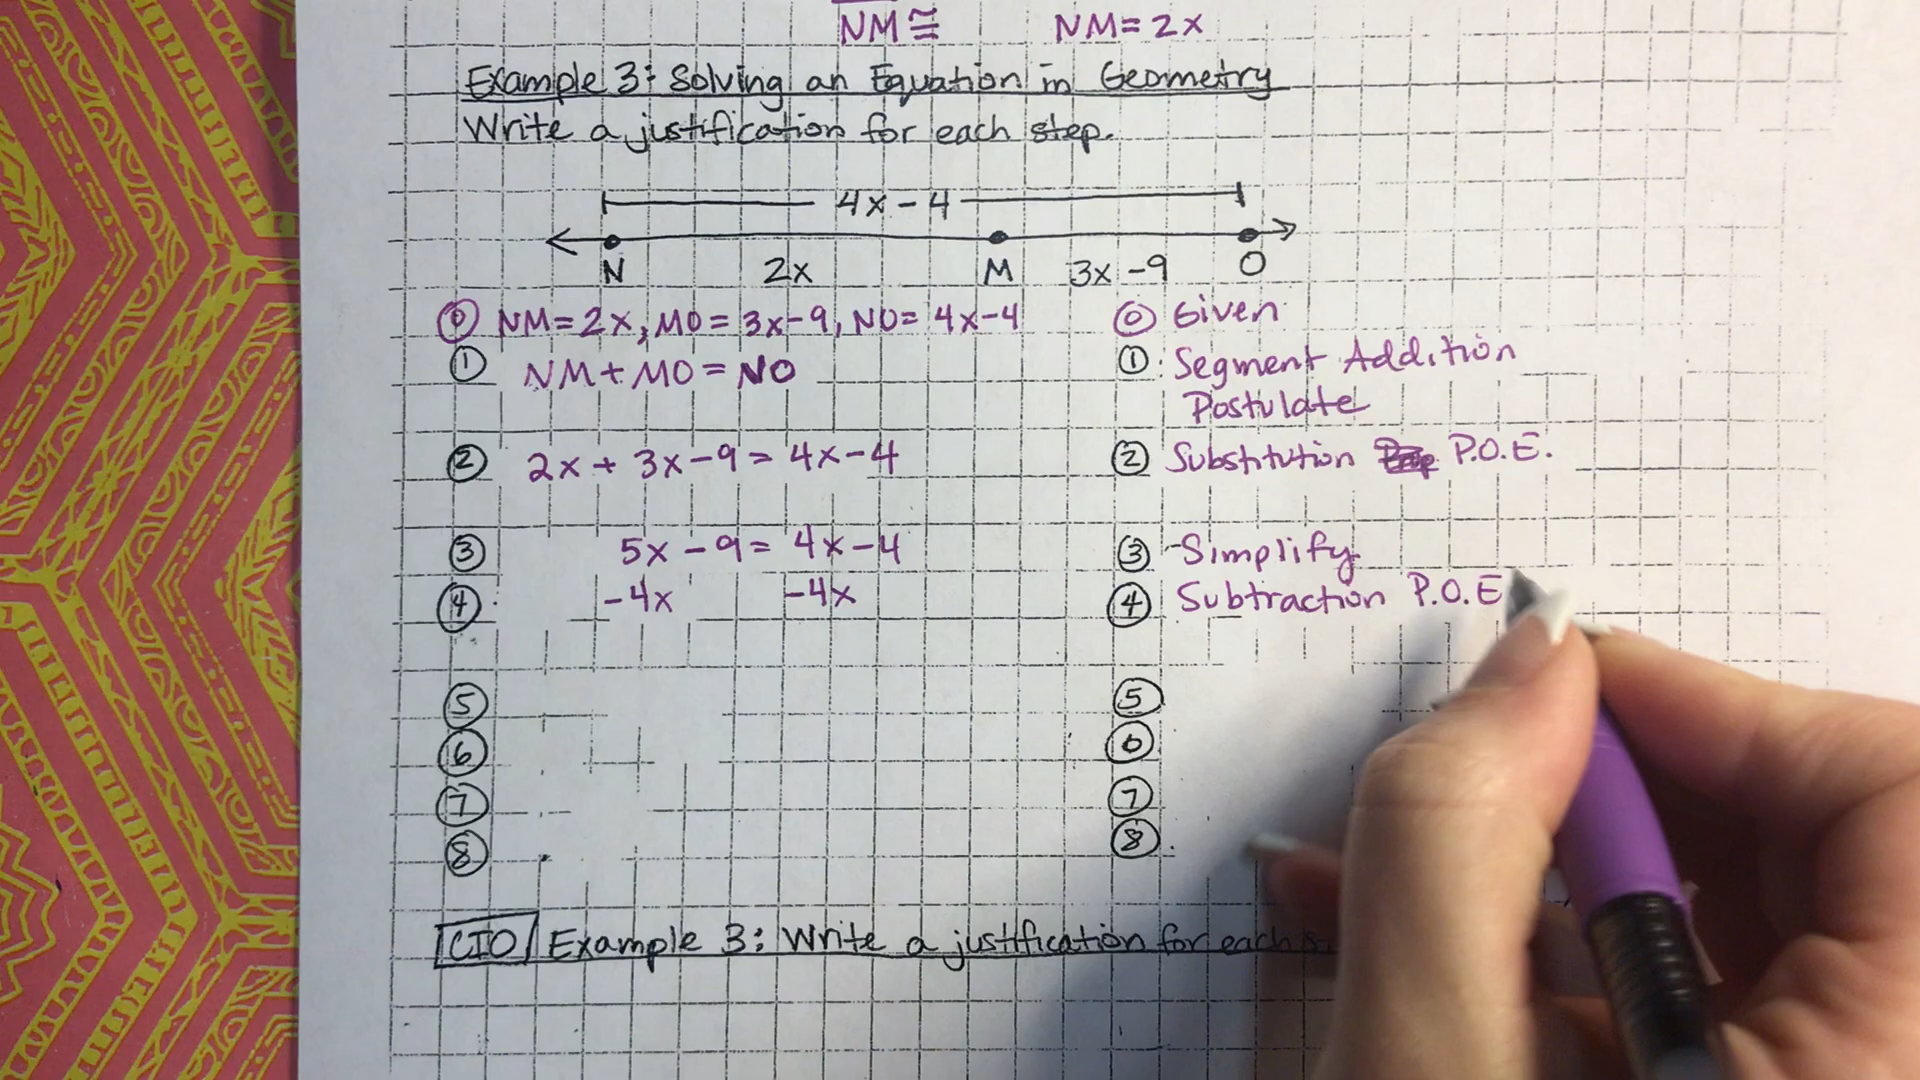 NM ≅ NM = 2x
Example 3: Solving an Equation in Geometry
Write a justification for each step.
4x - 4
N 2x M 3x - 9 O
⓪ NM = 2x, MO = 3x - 9, NO = 4x - 4 ⓪ Given
① NM + MO = NO ① Segment Addition
Postulate
② 2x + 3x - 9 = 4x - 4 ② Substitution P.O.E.
③ 5x - 9 = 4x - 4 ③ Simplify
④ -4x -4x ④ Subtraction P.O.E
⑤ ⑤
⑥ ⑥
⑦ ⑦
⑧ ⑧
CIO Example 3: Write a justification for each